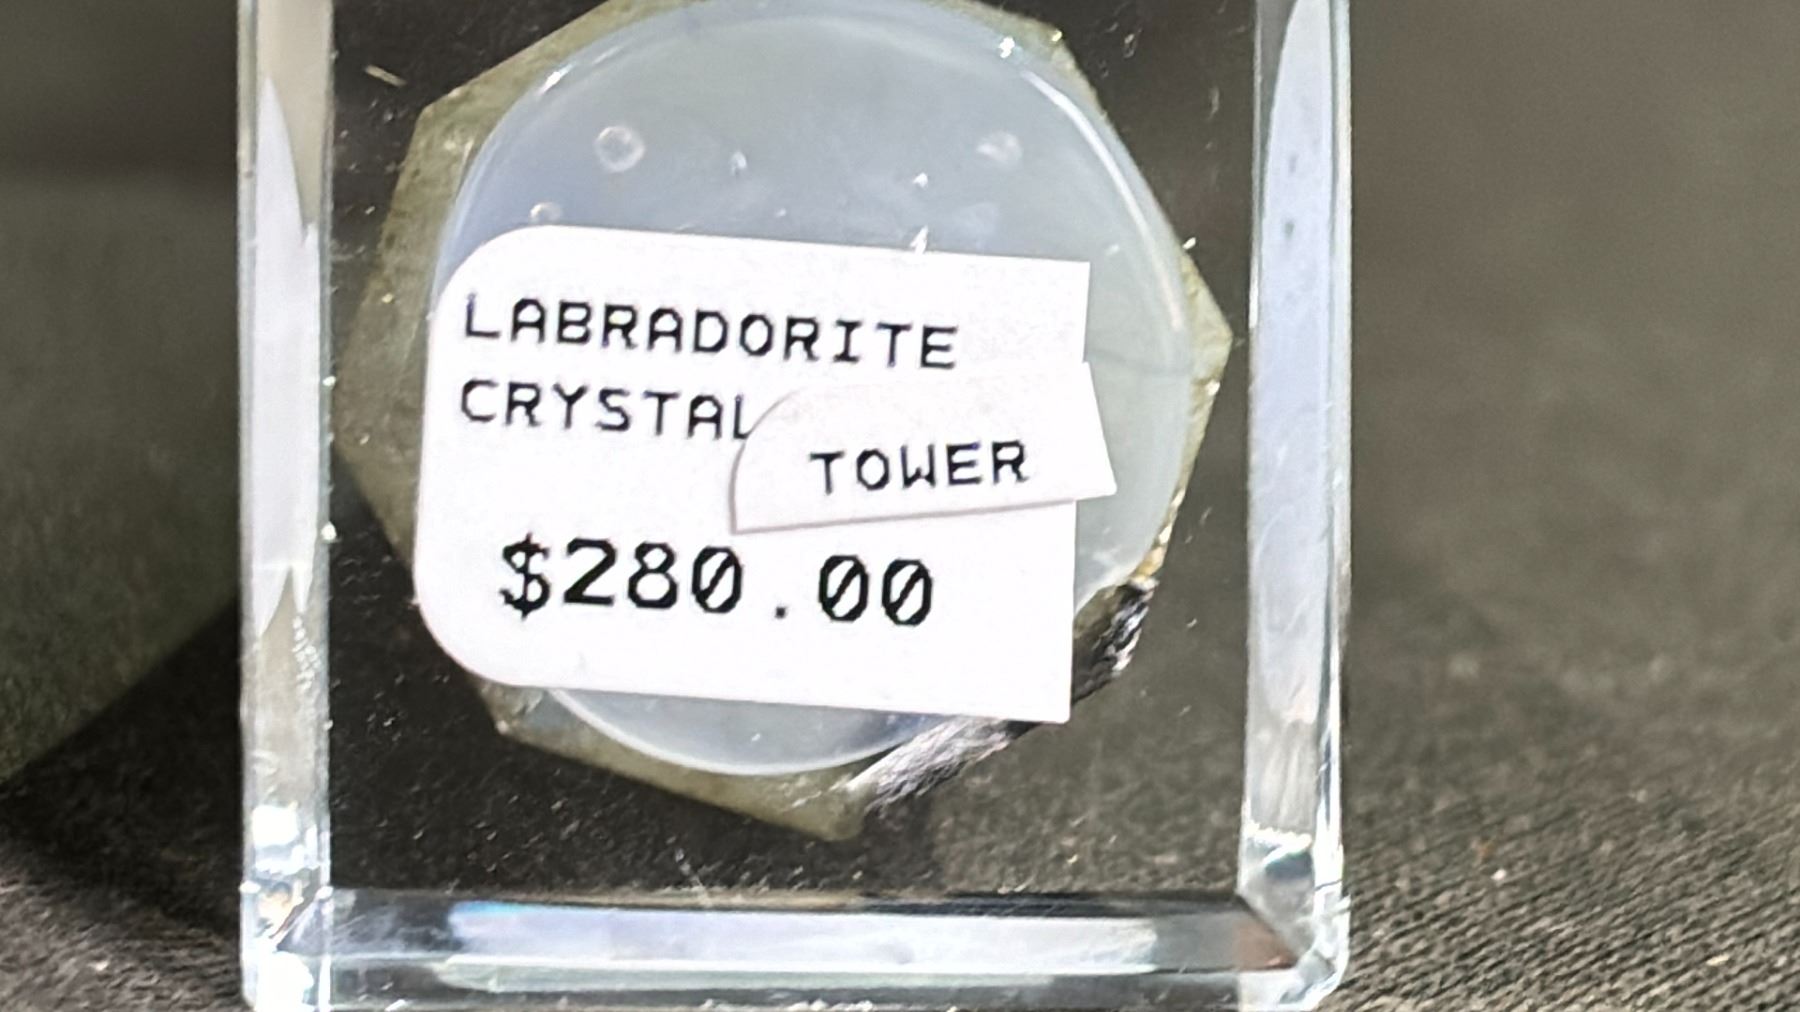 LABRADORITE
CRYSTAL
TOWER
$280.00